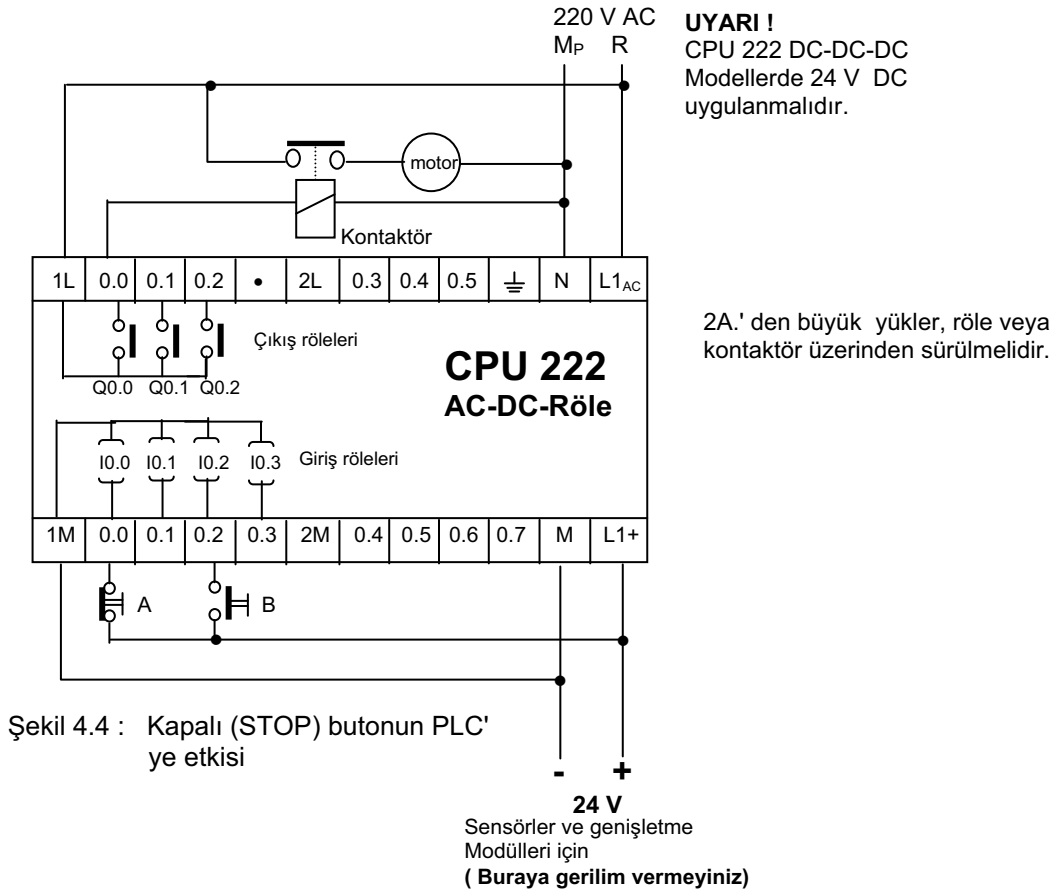 220 V AC
MP R
UYARI !
CPU 222 DC-DC-DC
Modellerde 24 V DC
uygulanmalıdır.
motor
Kontaktör
1L 0.0 0.1 0.2 • 2L 0.3 0.4 0.5 ⏚ N L1AC
Çıkış röleleri
Q0.0 Q0.1 Q0.2
CPU 222
AC-DC-Röle
2A.' den büyük yükler, röle veya
kontaktör üzerinden sürülmelidir.
I0.0 I0.1 I0.2 I0.3 Giriş röleleri
1M 0.0 0.1 0.2 0.3 2M 0.4 0.5 0.6 0.7 M L1+
A B
Şekil 4.4 : Kapalı (STOP) butonun PLC'
ye etkisi
- +
24 V
Sensörler ve genişletme
Modülleri için
( Buraya gerilim vermeyiniz)